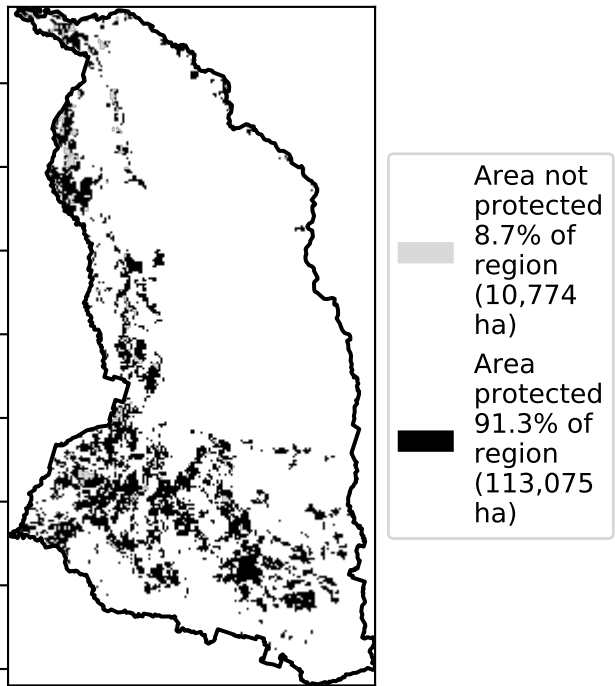 Area not
protected
8.7% of
region
(10,774
ha)
Area
protected
91.3% of
region
(113,075
ha)